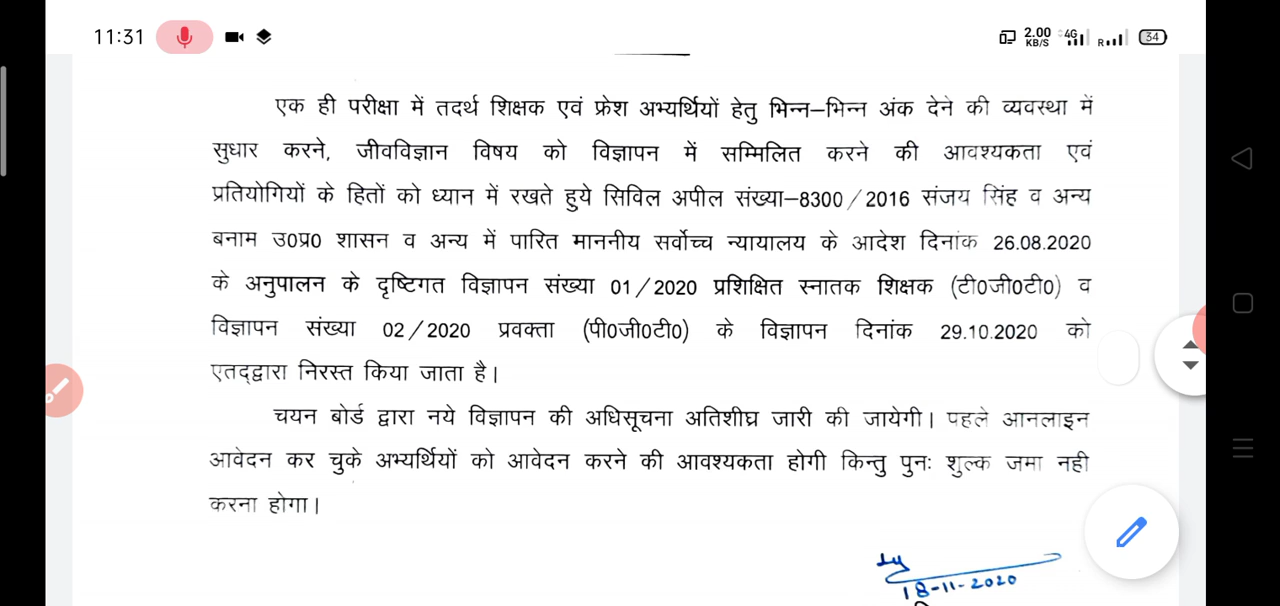 11:31
2.00 KB/S 4G R 34
एक ही परीक्षा में तदर्थ शिक्षक एवं फ्रेश अभ्यर्थियों हेतु भिन्न–भिन्न अंक देने की व्यवस्था में
सुधार करने, जीवविज्ञान विषय को विज्ञापन में सम्मिलित करने की आवश्यकता एवं
प्रतियोगियों के हितों को ध्यान में रखते हुये सिविल अपील संख्या–8300/2016 संजय सिंह व अन्य
बनाम उ0प्र0 शासन व अन्य में पारित माननीय सर्वोच्च न्यायालय के आदेश दिनांक 26.08.2020
के अनुपालन के दृष्टिगत विज्ञापन संख्या 01/2020 प्रशिक्षित स्नातक शिक्षक (टी0जी0टी0) व
विज्ञापन संख्या 02/2020 प्रवक्ता (पी0जी0टी0) के विज्ञापन दिनांक 29.10.2020 को
एतद्द्वारा निरस्त किया जाता है।
चयन बोर्ड द्वारा नये विज्ञापन की अधिसूचना अतिशीघ्र जारी की जायेगी। पहले आनलाइन
आवेदन कर चुके अभ्यर्थियों को आवेदन करने की आवश्यकता होगी किन्तु पुनः शुल्क जमा नही
करना होगा।
18-11-2020